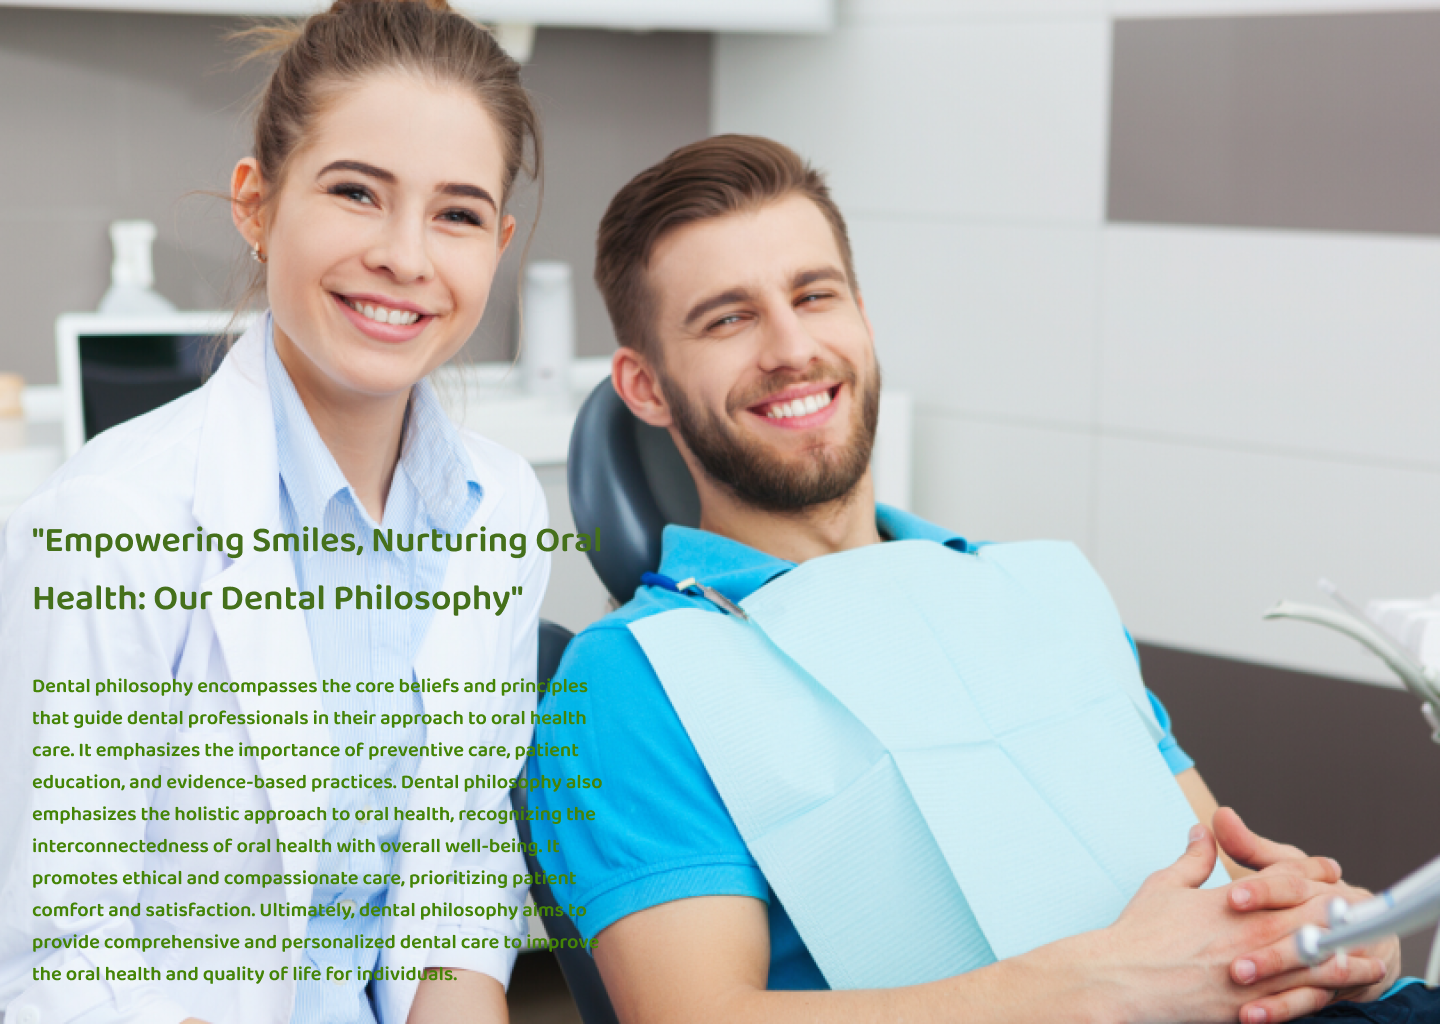 "Empowering Smiles, Nurturing Oral
Health: Our Dental Philosophy"
Dental philosophy encompasses the core beliefs and principles
that guide dental professionals in their approach to oral health
care. It emphasizes the importance of preventive care, patient
education, and evidence-based practices. Dental philosophy also
emphasizes the holistic approach to oral health, recognizing the
interconnectedness of oral health with overall well-being. It
promotes ethical and compassionate care, prioritizing patient
comfort and satisfaction. Ultimately, dental philosophy aims to
provide comprehensive and personalized dental care to improve
the oral health and quality of life for individuals.